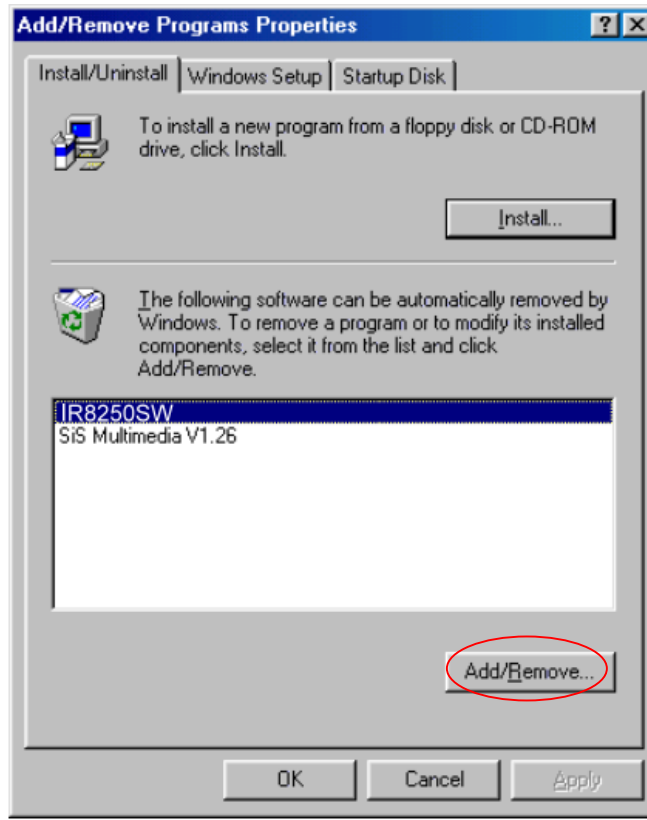 Add/Remove Programs Properties
Install/Uninstall Windows Setup Startup Disk
To install a new program from a floppy disk or CD-ROM
drive, click Install.
Install...
The following software can be automatically removed by
Windows. To remove a program or to modify its installed
components, select it from the list and click
Add/Remove.
IR8250SW
SiS Multimedia V1.26
Add/Remove...
OK Cancel Apply